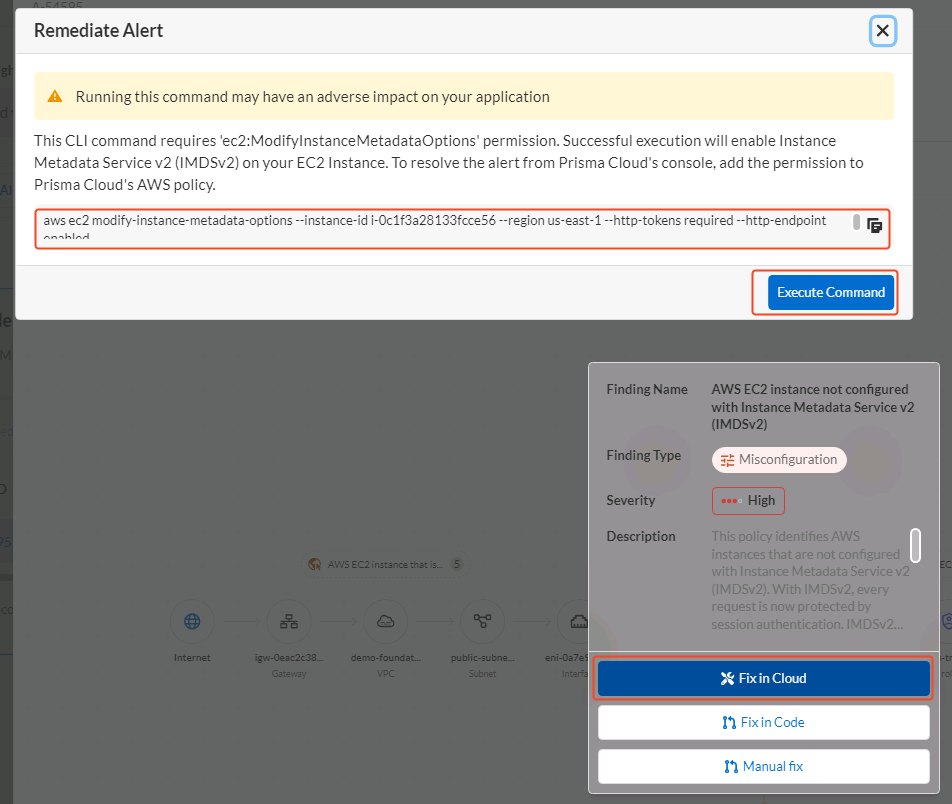 A-54595
Remediate Alert
Running this command may have an adverse impact on your application
This CLI command requires 'ec2:ModifyInstanceMetadataOptions' permission. Successful execution will enable Instance
Metadata Service v2 (IMDSv2) on your EC2 Instance. To resolve the alert from Prisma Cloud's console, add the permission to
Prisma Cloud's AWS policy.
aws ec2 modify-instance-metadata-options --instance-id i-0c1f3a28133fcce56 --region us-east-1 --http-tokens required --http-endpoint
enabled
Execute Command
Finding Name
AWS EC2 instance not configured
with Instance Metadata Service v2
(IMDSv2)
Finding Type
Misconfiguration
Severity
High
Description
This policy identifies AWS
instances that are not configured
with Instance Metadata Service v2
(IMDSv2). With IMDSv2, every
request is now protected by
session authentication. IMDSv2...
AWS EC2 instance that is... 5
Internet
igw-0eac2c38...
Gateway
demo-foundat...
VPC
public-subne...
Subnet
eni-0a7e9
Interfa
Fix in Cloud
Fix in Code
Manual fix